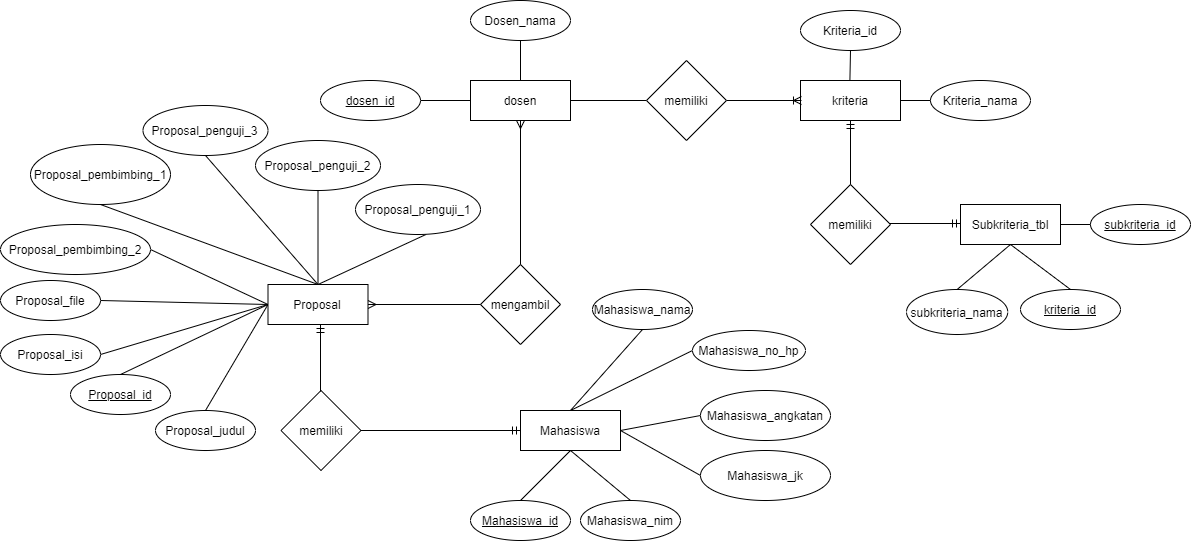 Dosen_nama
Kriteria_id
dosen_id
dosen
memiliki
kriteria
Kriteria_nama
Proposal_penguji_3
Proposal_penguji_2
Proposal_pembimbing_1
Proposal_penguji_1
memiliki
Subkriteria_tbl
subkriteria_id
Proposal_pembimbing_2
Proposal_file
Proposal
mengambil
Mahasiswa_nama
subkriteria_nama
kriteria_id
Proposal_isi
Mahasiswa_no_hp
Proposal_id
Proposal_judul
memiliki
Mahasiswa
Mahasiswa_angkatan
Mahasiswa_jk
Mahasiswa_id
Mahasiswa_nim